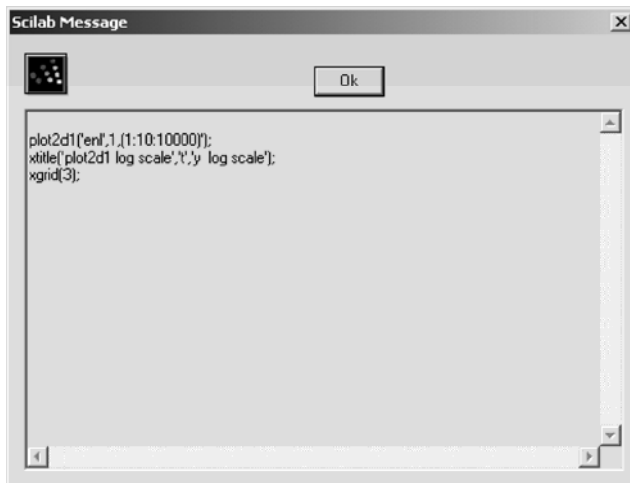 Scilab Message
Ok
plot2d1('enl',1,(1:10:10000)');
xtitle('plot2d1 log scale','t','y  log scale');
xgrid(3);